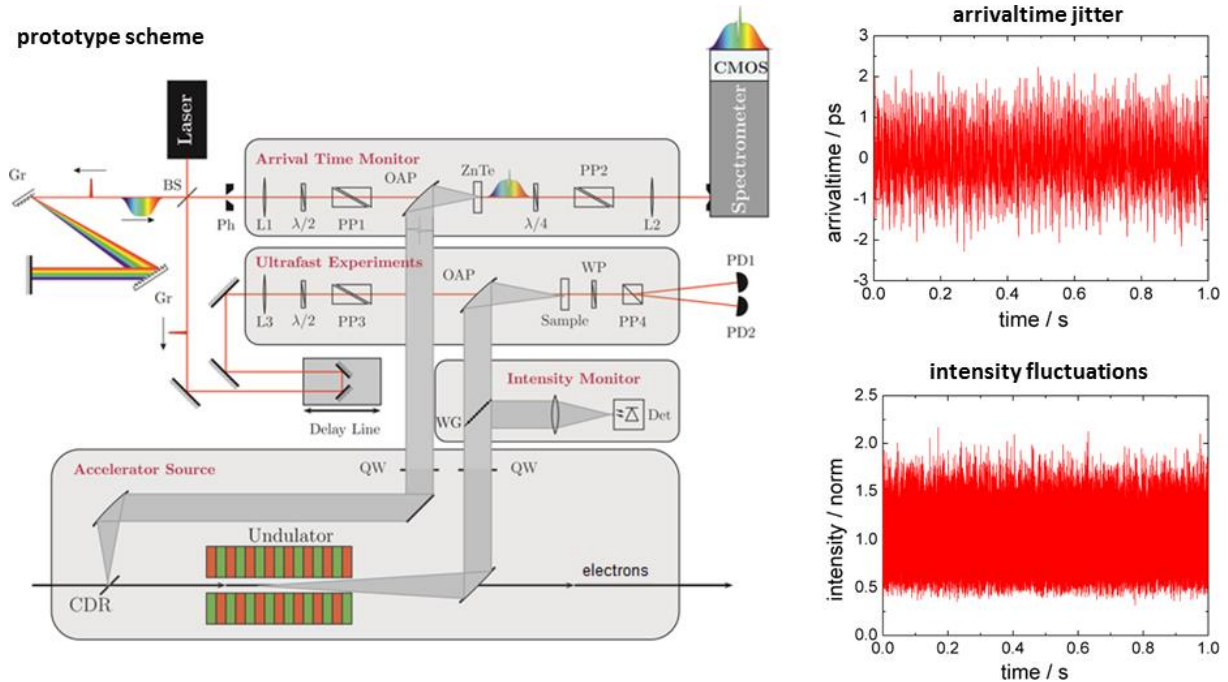 prototype scheme
Laser
Gr
BS
Gr
Arrival Time Monitor
Ph
L1
λ/2
PP1
OAP
ZnTe
λ/4
PP2
L2
CMOS
Spectrometer
Ultrafast Experiments
L3
λ/2
PP3
OAP
Sample
WP
PP4
PD1
PD2
Delay Line
Intensity Monitor
WG
Det
Accelerator Source
QW
QW
Undulator
CDR
electrons
arrivaltime jitter
arrivaltime / ps
3
2
1
0
-1
-2
-3
0.0 0.2 0.4 0.6 0.8 1.0
time / s
intensity fluctuations
intensity / norm
2.5
2.0
1.5
1.0
0.5
0.0
0.0 0.2 0.4 0.6 0.8 1.0
time / s